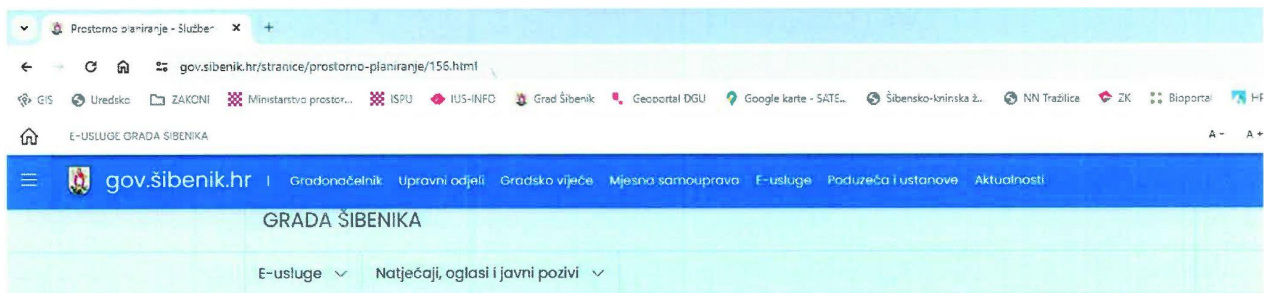 Prostorno planiranje - Služber
gov.sibenik.hr/stranice/prostorno-planiranje/156.html
GIS Uredsko ZAKONI Ministarstvo prostor... ISPU IUS-INFO Grad Šibenik Geoportal DGU Google karte - SATE... Šibensko-kninska ž... NN Tražilica ZK Bioportal HR
E-USLUGE GRADA ŠIBENIKA A - A +
gov.šibenik.hr | Gradonačelnik Upravni odjeli Gradsko vijeće Mjesna samouprava E-usluge Poduzeća i ustanove Aktualnosti
GRADA ŠIBENIKA
E-usluge Natječaji, oglasi i javni pozivi